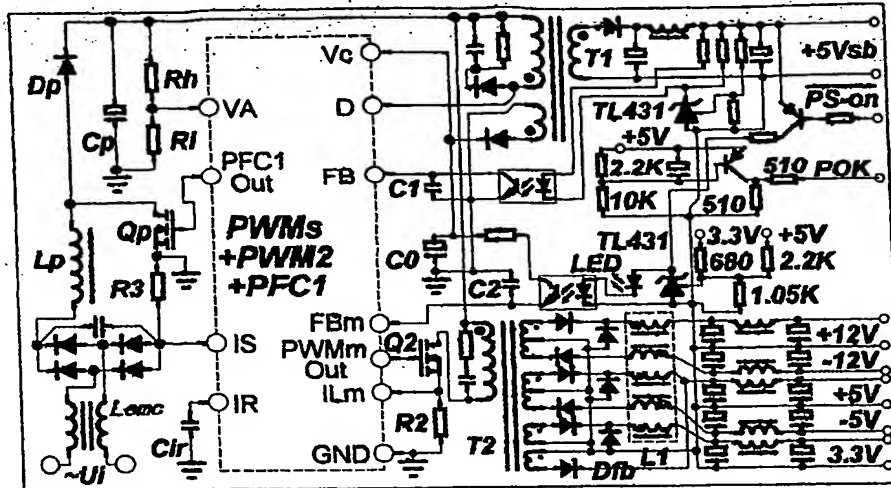 Vc
T1
+5Vsb
Dp
Rh
D
TL431
PS-on
VA
Cp
Rl
+5V
PFC1
Out
FB
C1
2.2K
510
POK
10K
510
Qp
PWMs
+PWM2
+PFC1
TL431
3.3V
+5V
Lp
C0
LED
680
2.2K
R3
C2
1.05K
FBm
+12V
IS
PWMm
Out
Q2
-12V
Lemc
IR
ILm
+5V
R2
-5V
Cir
T2
L1
~Ui
GND
Dfb
3.3V